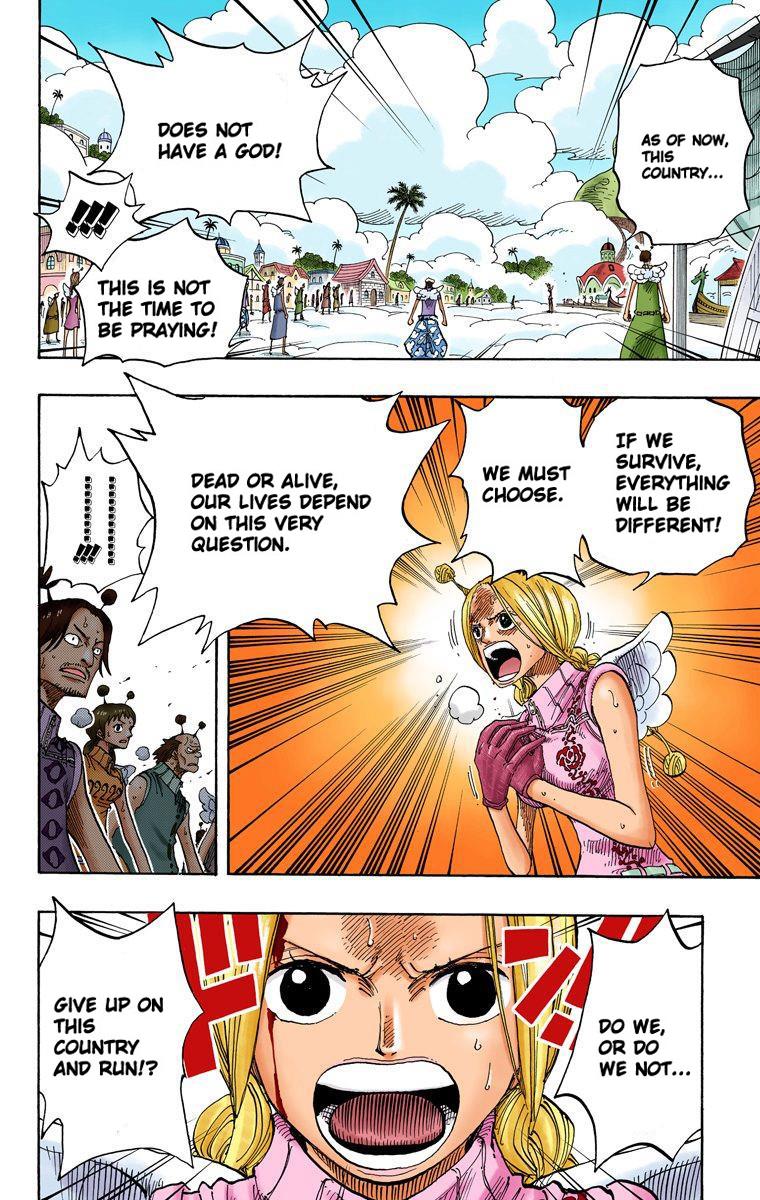 AS OF NOW,
THIS
COUNTRY...
DOES NOT
HAVE A GOD!
!!!
THIS IS NOT
THE TIME TO
BE PRAYING!
IF WE
SURVIVE,
EVERYTHING
WILL BE
DIFFERENT!
WE MUST
CHOOSE.
DEAD OR ALIVE,
OUR LIVES DEPEND
ON THIS VERY
QUESTION.
DO WE,
OR DO
WE NOT...
GIVE UP ON
THIS
COUNTRY
AND RUN!?